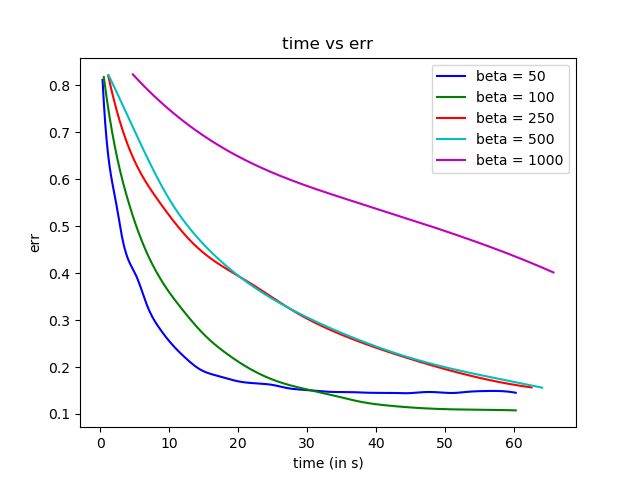 time vs err
beta = 50
beta = 100
beta = 250
beta = 500
beta = 1000
err
0.8
0.7
0.6
0.5
0.4
0.3
0.2
0.1
0 10 20 30 40 50 60
time (in s)